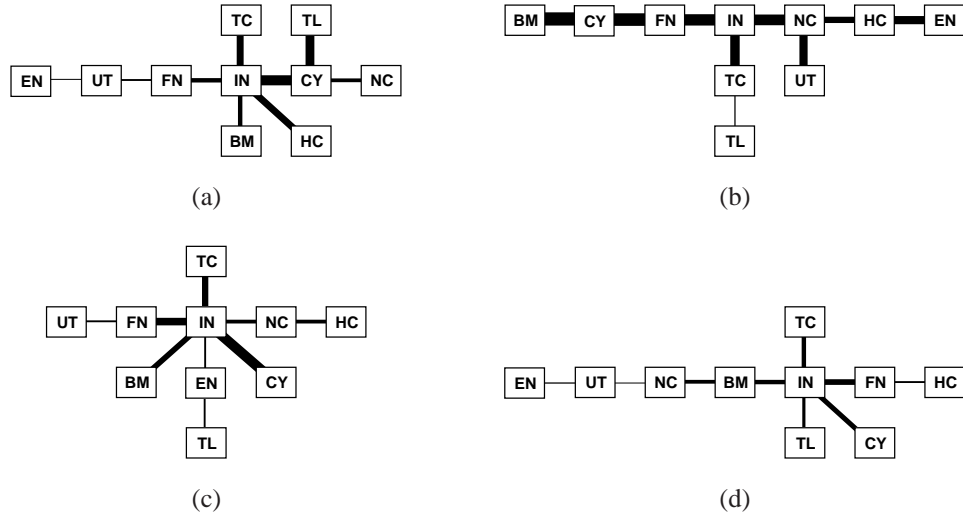 TC TL
EN UT FN IN CY NC
BM HC
(a)
BM CY FN IN NC HC EN
TC UT
TL
(b)
TC
UT FN IN NC HC
BM EN CY
TL
(c)
TC
EN UT NC BM IN FN HC
TL CY
(d)